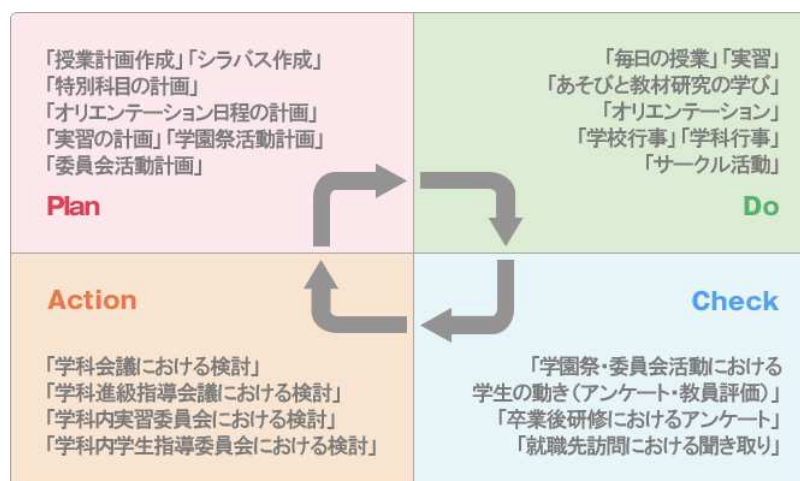 「授業計画作成」「シラバス作成」
「特別科目の計画」
「オリエンテーション日程の計画」
「実習の計画」「学園祭活動計画」
「委員会活動計画」
Plan
「毎日の授業」「実習」
「あそびと教材研究の学び」
「オリエンテーション」
「学校行事」「学科行事」
「サークル活動」
Do
Action
「学科会議における検討」
「学科進級指導会議における検討」
「学科内実習委員会における検討」
「学科内学生指導委員会における検討」
Check
「学園祭・委員会活動における
学生の動き(アンケート・教員評価)」
「卒業後研修におけるアンケート」
「就職先訪問における聞き取り」